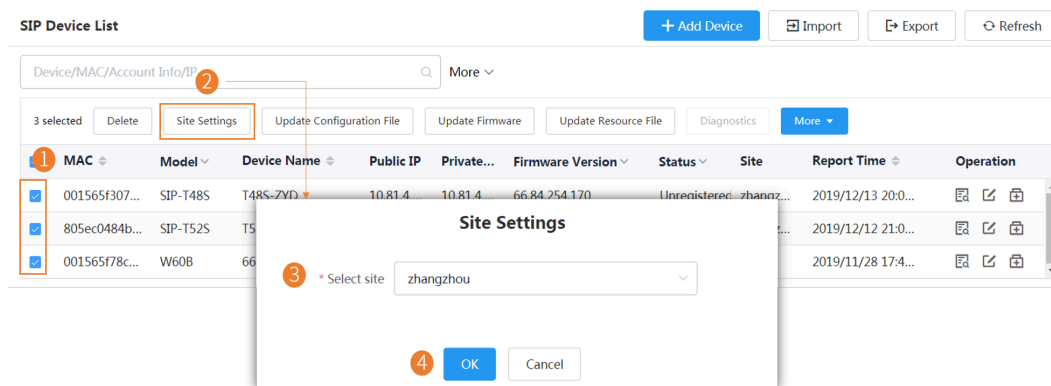 SIP Device List
+ Add Device
Import
Export
Refresh
Device/MAC/Account Info/IP
More
2
3 selected
Delete
Site Settings
Update Configuration File
Update Firmware
Update Resource File
Diagnostics
More
1
MAC Model Device Name Public IP Private... Firmware Version Status Site Report Time Operation
001565f307... SIP-T48S T48S-ZYD 10.81.4.... 10.81.4.... 66.84.254.170 Unregistered zhangz... 2019/12/13 20:0...
805ec0484b... SIP-T52S T5 2019/12/12 21:0...
001565f78c... W60B 66 2019/11/28 17:4...
Site Settings
3 * Select site zhangzhou
4 OK Cancel